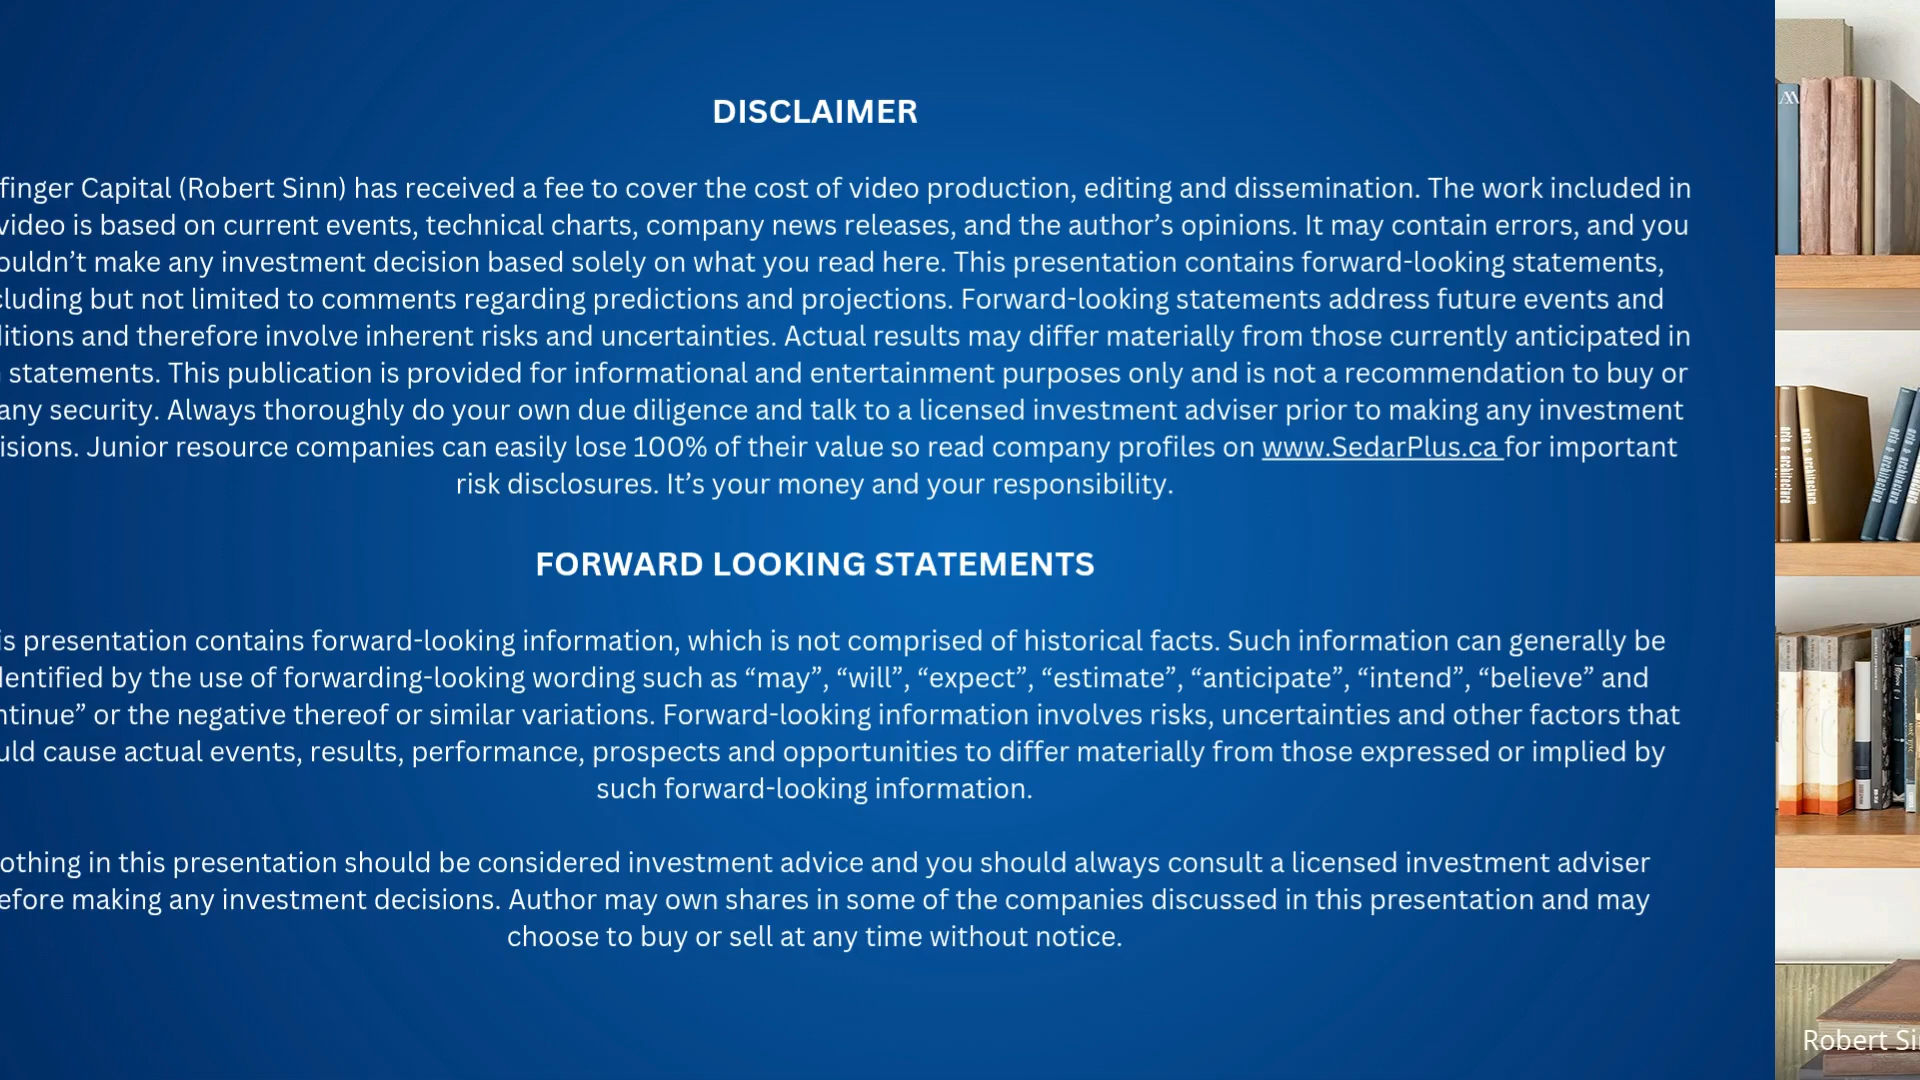 DISCLAIMER
finger Capital (Robert Sinn) has received a fee to cover the cost of video production, editing and dissemination. The work included in
video is based on current events, technical charts, company news releases, and the author’s opinions. It may contain errors, and you
ouldn’t make any investment decision based solely on what you read here. This presentation contains forward-looking statements,
cluding but not limited to comments regarding predictions and projections. Forward-looking statements address future events and
ditions and therefore involve inherent risks and uncertainties. Actual results may differ materially from those currently anticipated in
statements. This publication is provided for informational and entertainment purposes only and is not a recommendation to buy or
any security. Always thoroughly do your own due diligence and talk to a licensed investment adviser prior to making any investment
isions. Junior resource companies can easily lose 100% of their value so read company profiles on www.SedarPlus.ca for important
risk disclosures. It’s your money and your responsibility.
FORWARD LOOKING STATEMENTS
is presentation contains forward-looking information, which is not comprised of historical facts. Such information can generally be
dentified by the use of forwarding-looking wording such as “may”, “will”, “expect”, “estimate”, “anticipate”, “intend”, “believe” and
ntinue” or the negative thereof or similar variations. Forward-looking information involves risks, uncertainties and other factors that
uld cause actual events, results, performance, prospects and opportunities to differ materially from those expressed or implied by
such forward-looking information.
othing in this presentation should be considered investment advice and you should always consult a licensed investment adviser
efore making any investment decisions. Author may own shares in some of the companies discussed in this presentation and may
choose to buy or sell at any time without notice.
arts & architecture
arts & architecture
arts & architecture
Robert Si